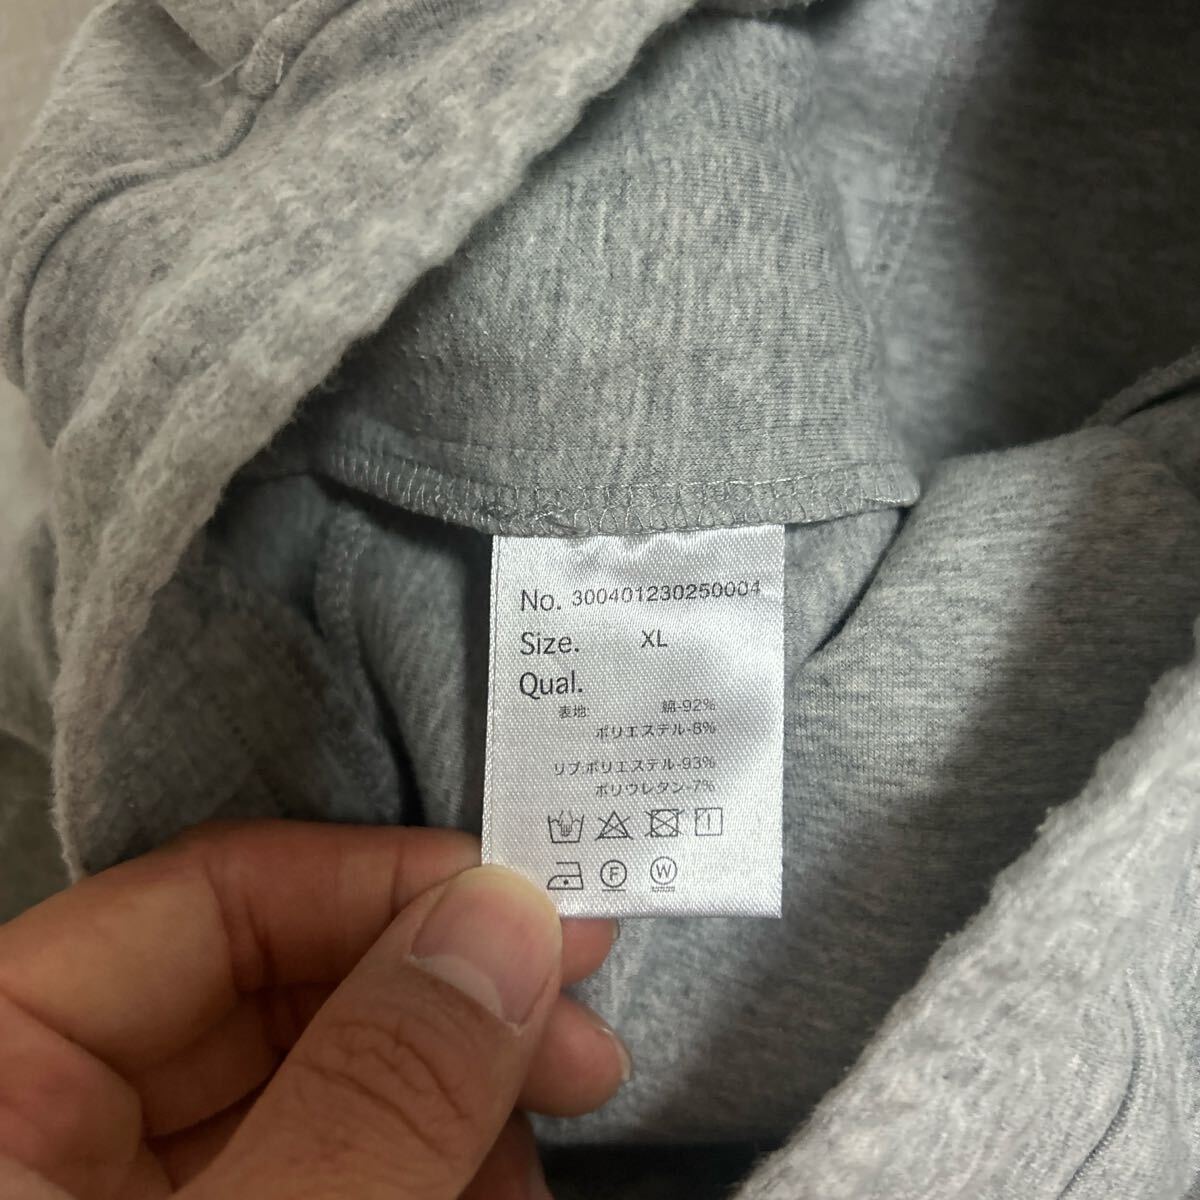 No. 300401230250004
Size. XL
Qual.
表地 綿-92%
ポリエステル-8%
リブ:ポリエステル-93%
ポリウレタン-7%
F W